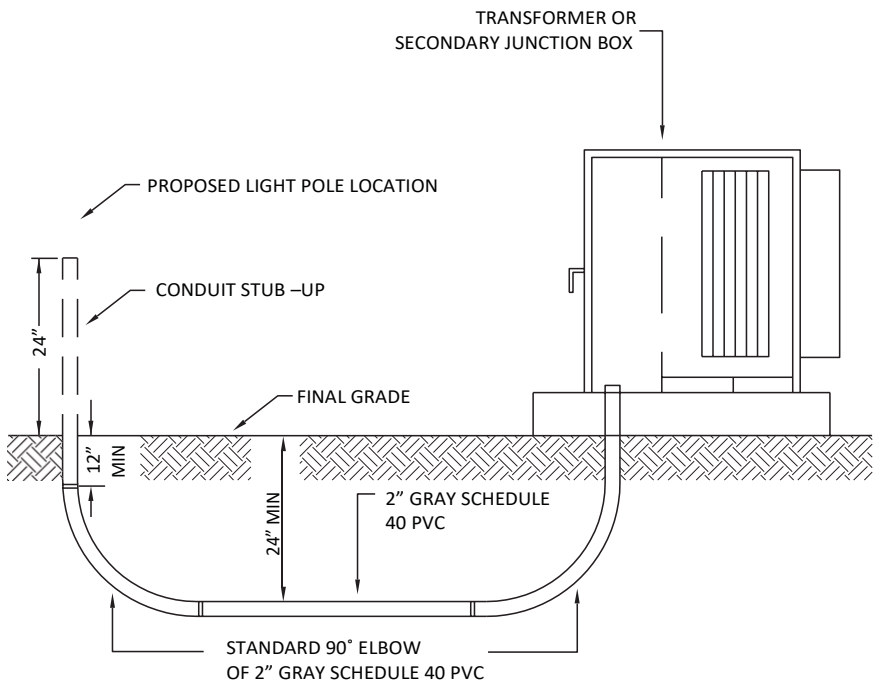 TRANSFORMER OR
SECONDARY JUNCTION BOX
PROPOSED LIGHT POLE LOCATION
CONDUIT STUB –UP
24”
FINAL GRADE
12”
MIN
24” MIN
2” GRAY SCHEDULE
40 PVC
STANDARD 90˚ ELBOW
OF 2” GRAY SCHEDULE 40 PVC